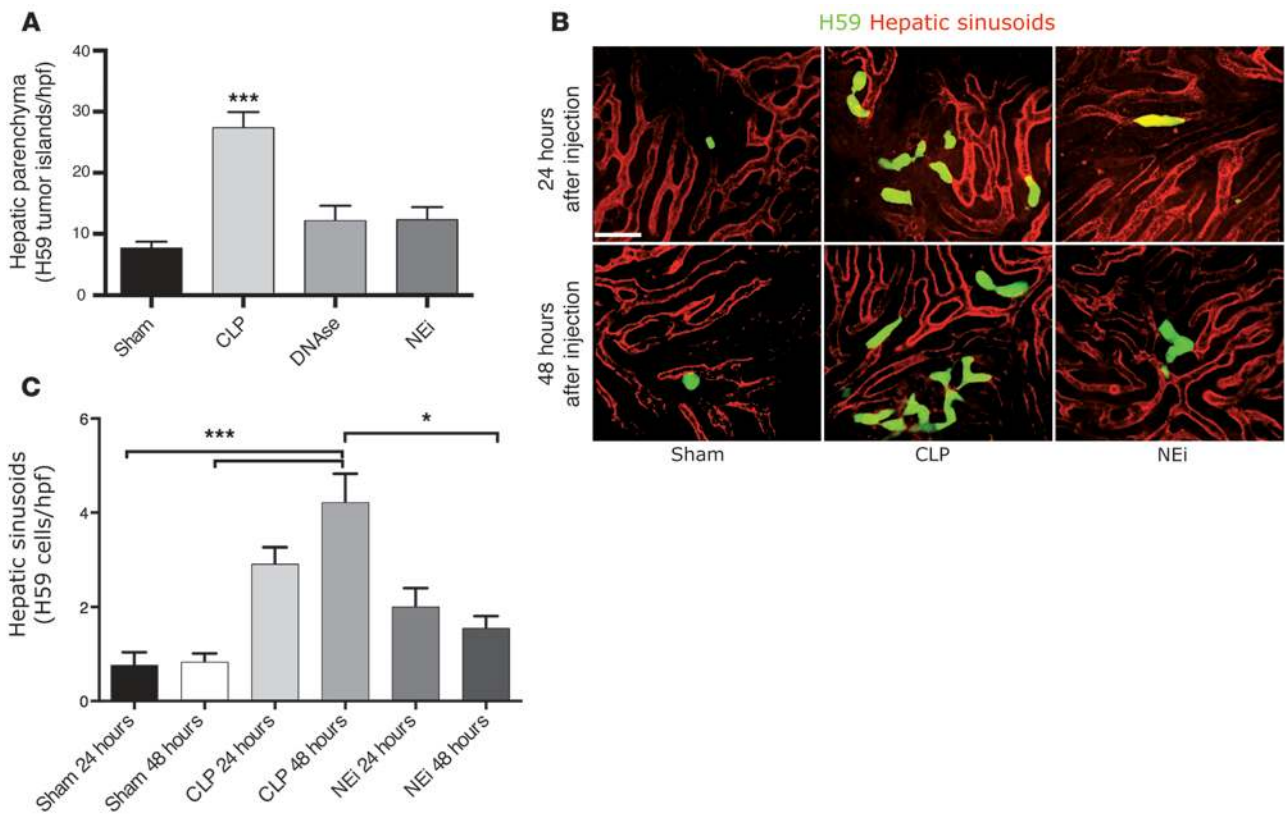 A
Hepatic parenchyma
(H59 tumor islands/hpf)
40
30
20
10
0
***
Sham
CLP
DNAse
NEi
B
H59 Hepatic sinusoids
24 hours
after injection
48 hours
after injection
Sham
CLP
NEi
C
Hepatic sinusoids
(H59 cells/hpf)
6
4
2
0
***
*
Sham 24 hours
Sham 48 hours
CLP 24 hours
CLP 48 hours
NEi 24 hours
NEi 48 hours